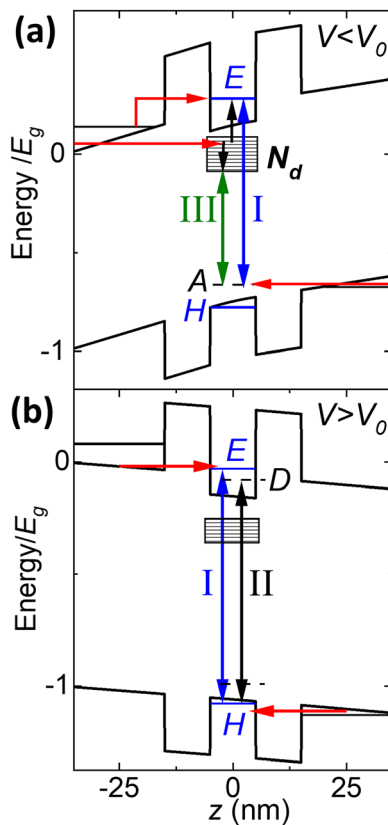 (a)
V<V0
E
Nd
III
I
A
H
Energy/Eg
0
-1
(b)
V>V0
E
D
I
II
H
Energy/Eg
0
-1
-25
0
25
z (nm)